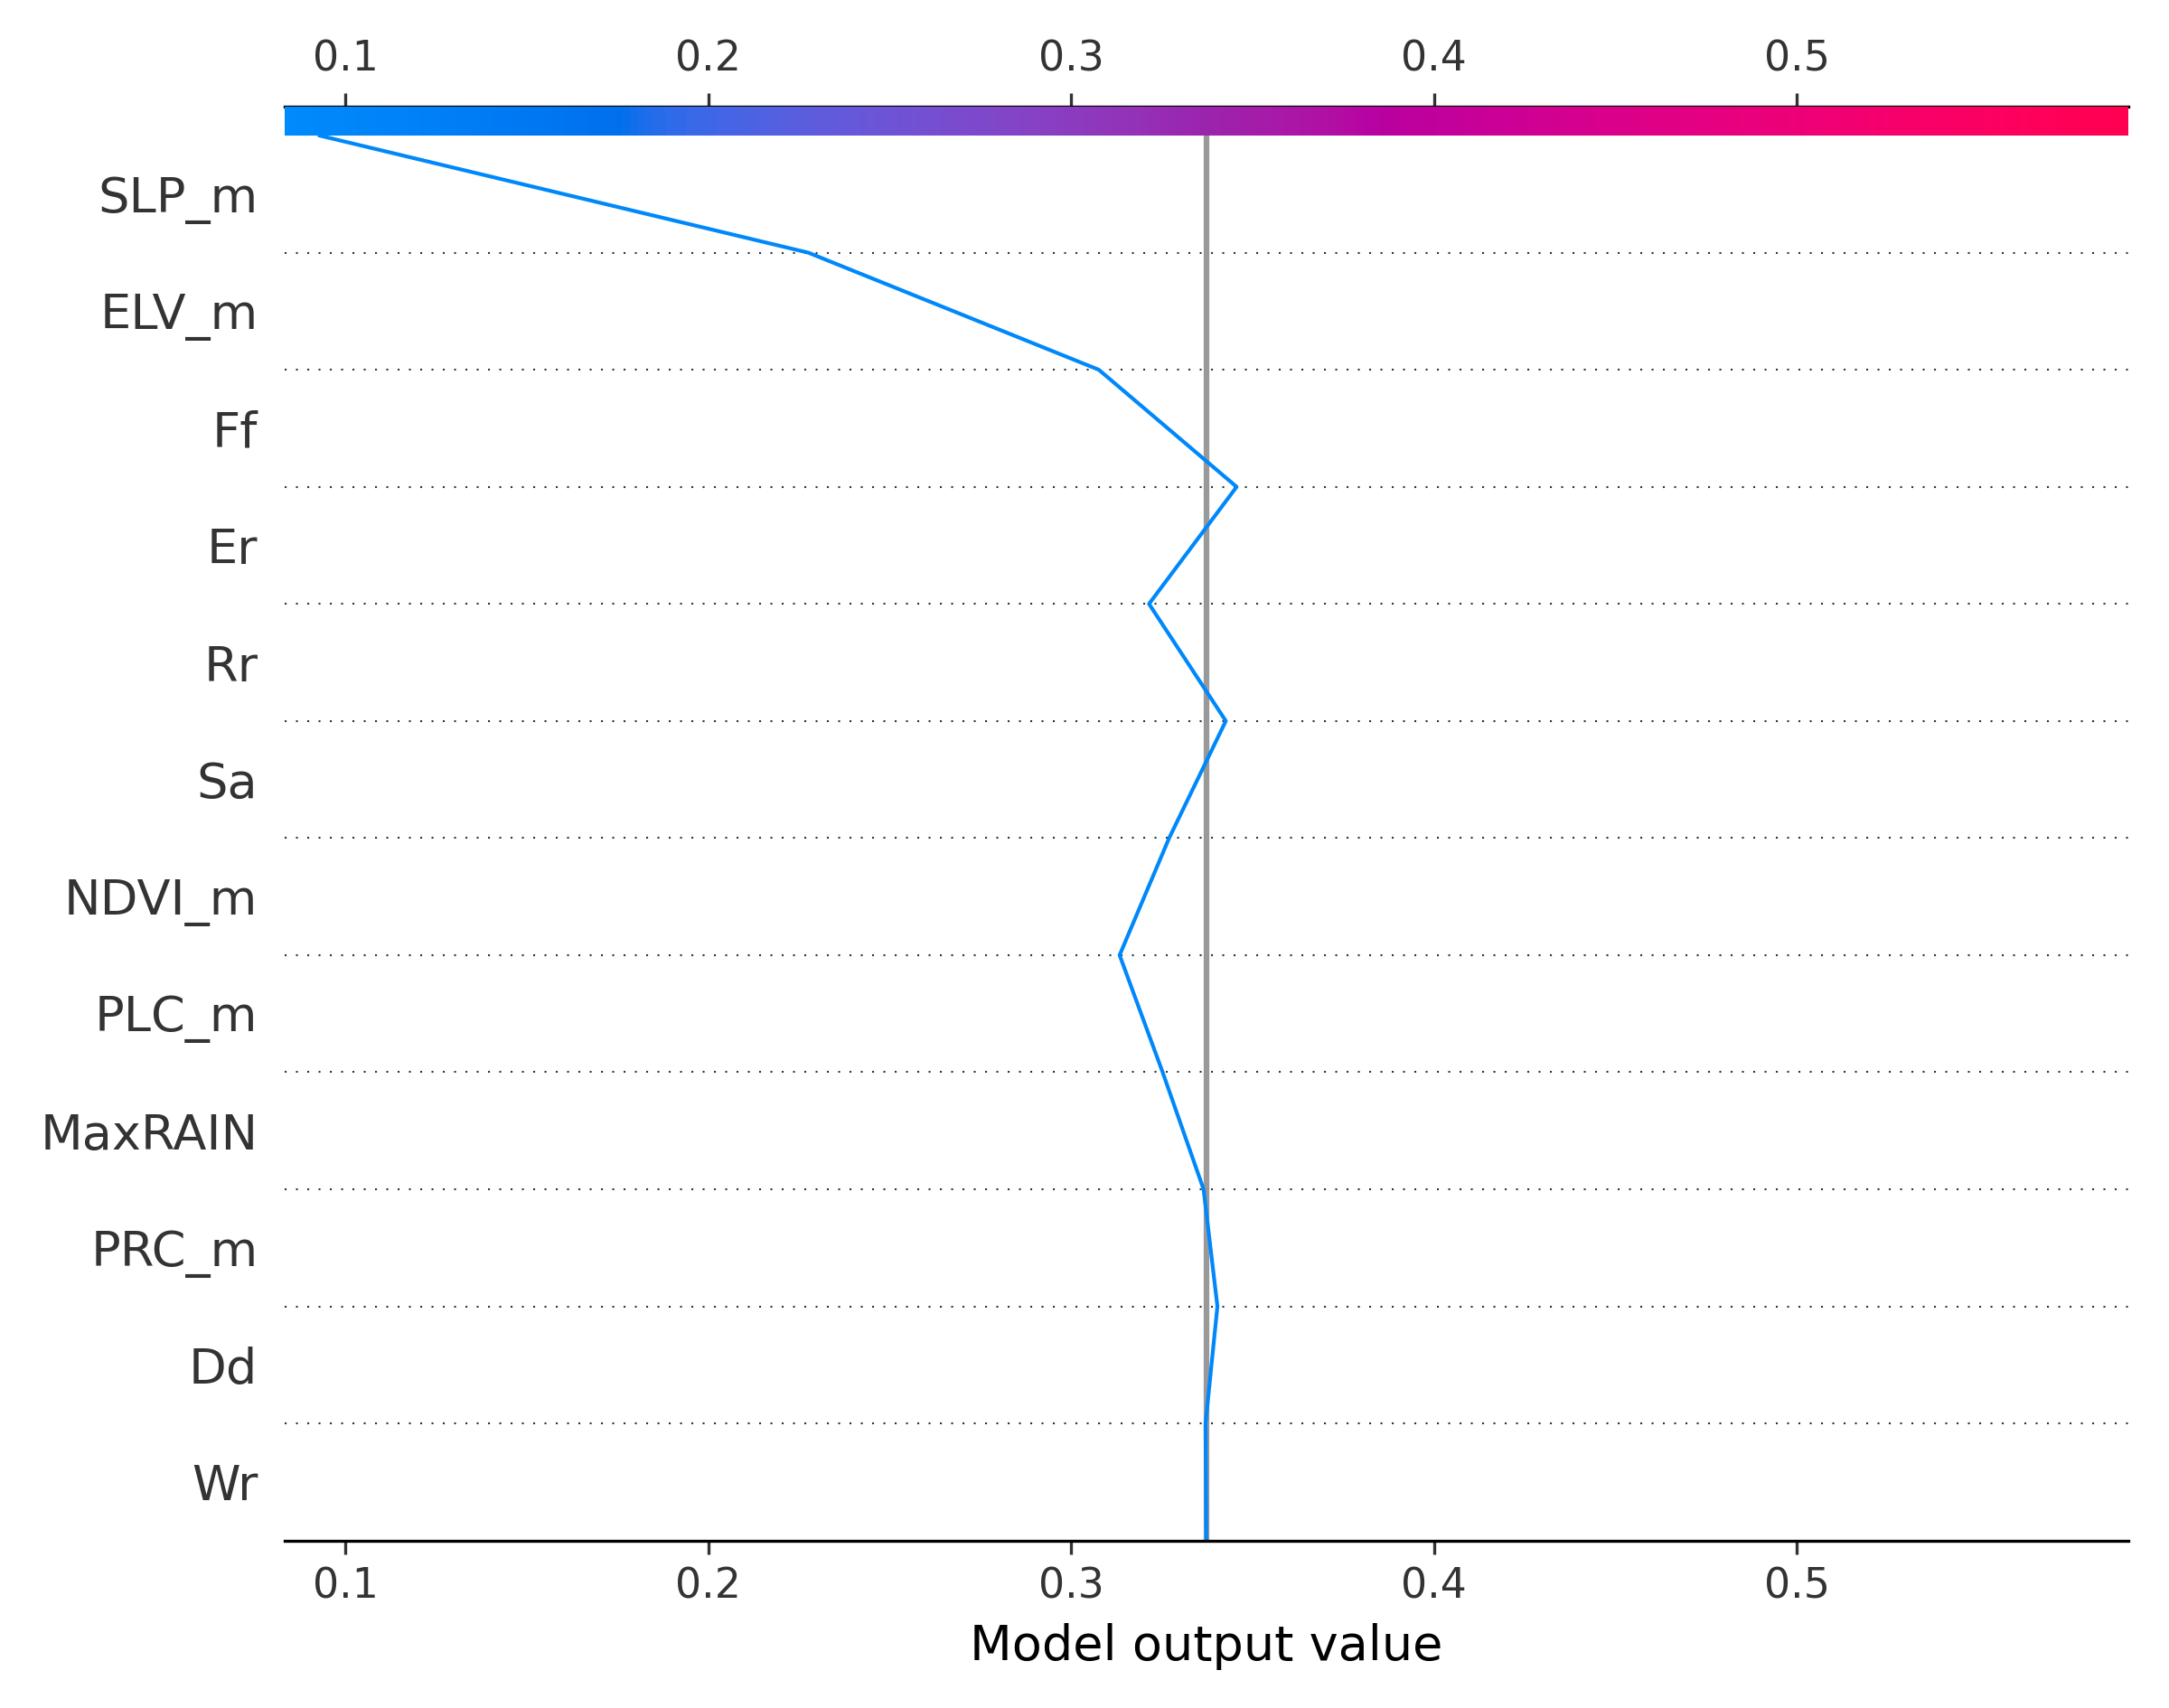 0.1 0.2 0.3 0.4 0.5
SLP_m
ELV_m
Ff
Er
Rr
Sa
NDVI_m
PLC_m
MaxRAIN
PRC_m
Dd
Wr
0.1 0.2 0.3 0.4 0.5
Model output value